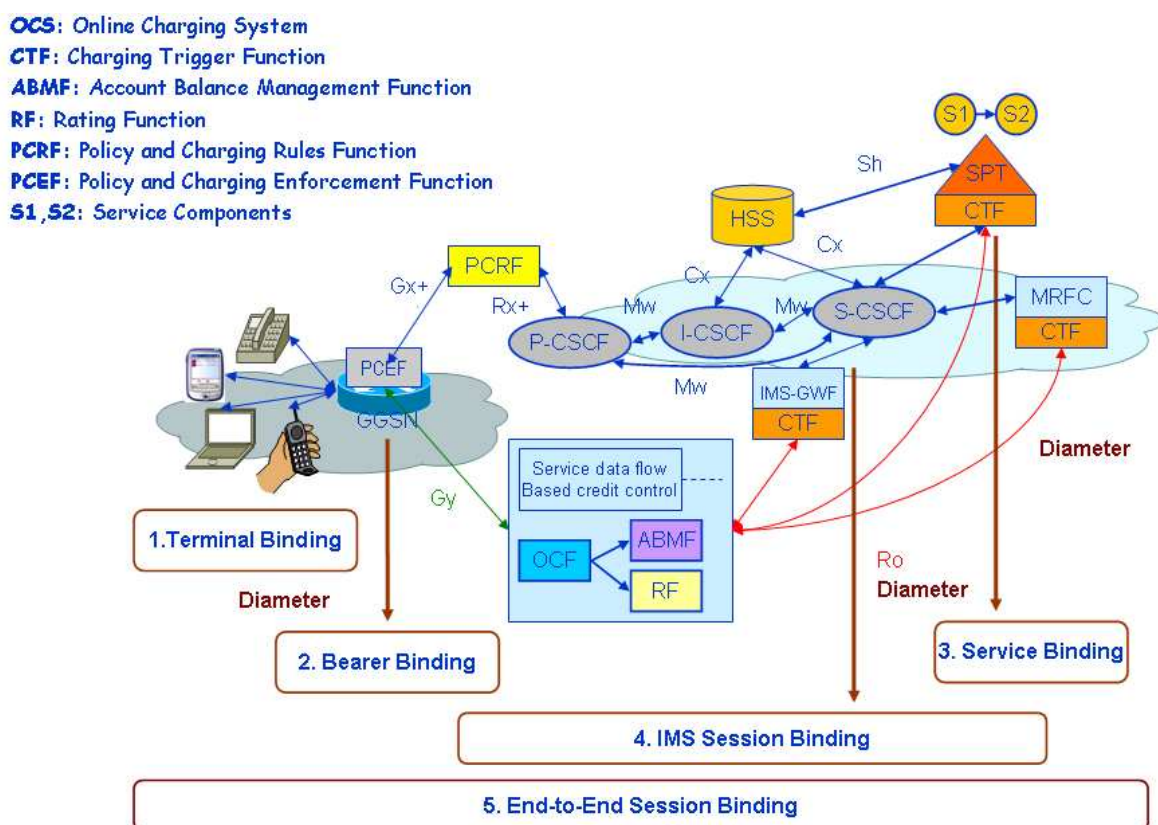 OCS: Online Charging System
CTF: Charging Trigger Function
ABMF: Account Balance Management Function
RF: Rating Function
PCRF: Policy and Charging Rules Function
PCEF: Policy and Charging Enforcement Function
S1,S2: Service Components
S1
S2
Sh
SPT
CTF
HSS
Cx
Cx
PCRF
Gx+
Rx+
Mw
Mw
S-CSCF
MRFC
CTF
P-CSCF
I-CSCF
PCEF
Mw
IMS-GWF
CTF
GGSN
Diameter
Service data flow
Based credit control
Gy
1.Terminal Binding
OCF
ABMF
RF
Ro
Diameter
Diameter
2. Bearer Binding
3. Service Binding
4. IMS Session Binding
5. End-to-End Session Binding